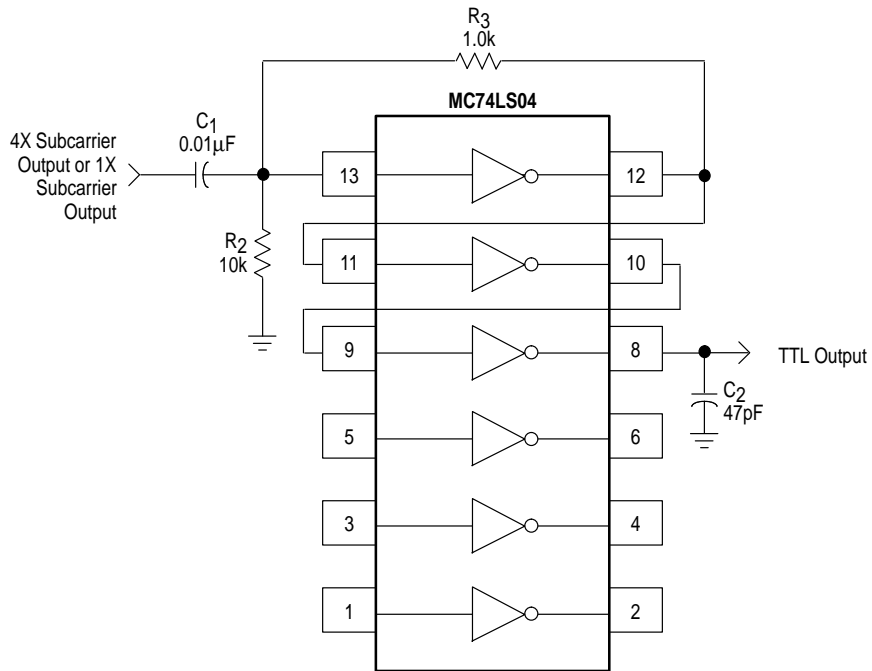 R3
1.0k
MC74LS04
C1
0.01µF
4X Subcarrier
Output or 1X
Subcarrier
Output
13
12
R2
10k
11
10
9
8
TTL Output
C2
47pF
5
6
3
4
1
2